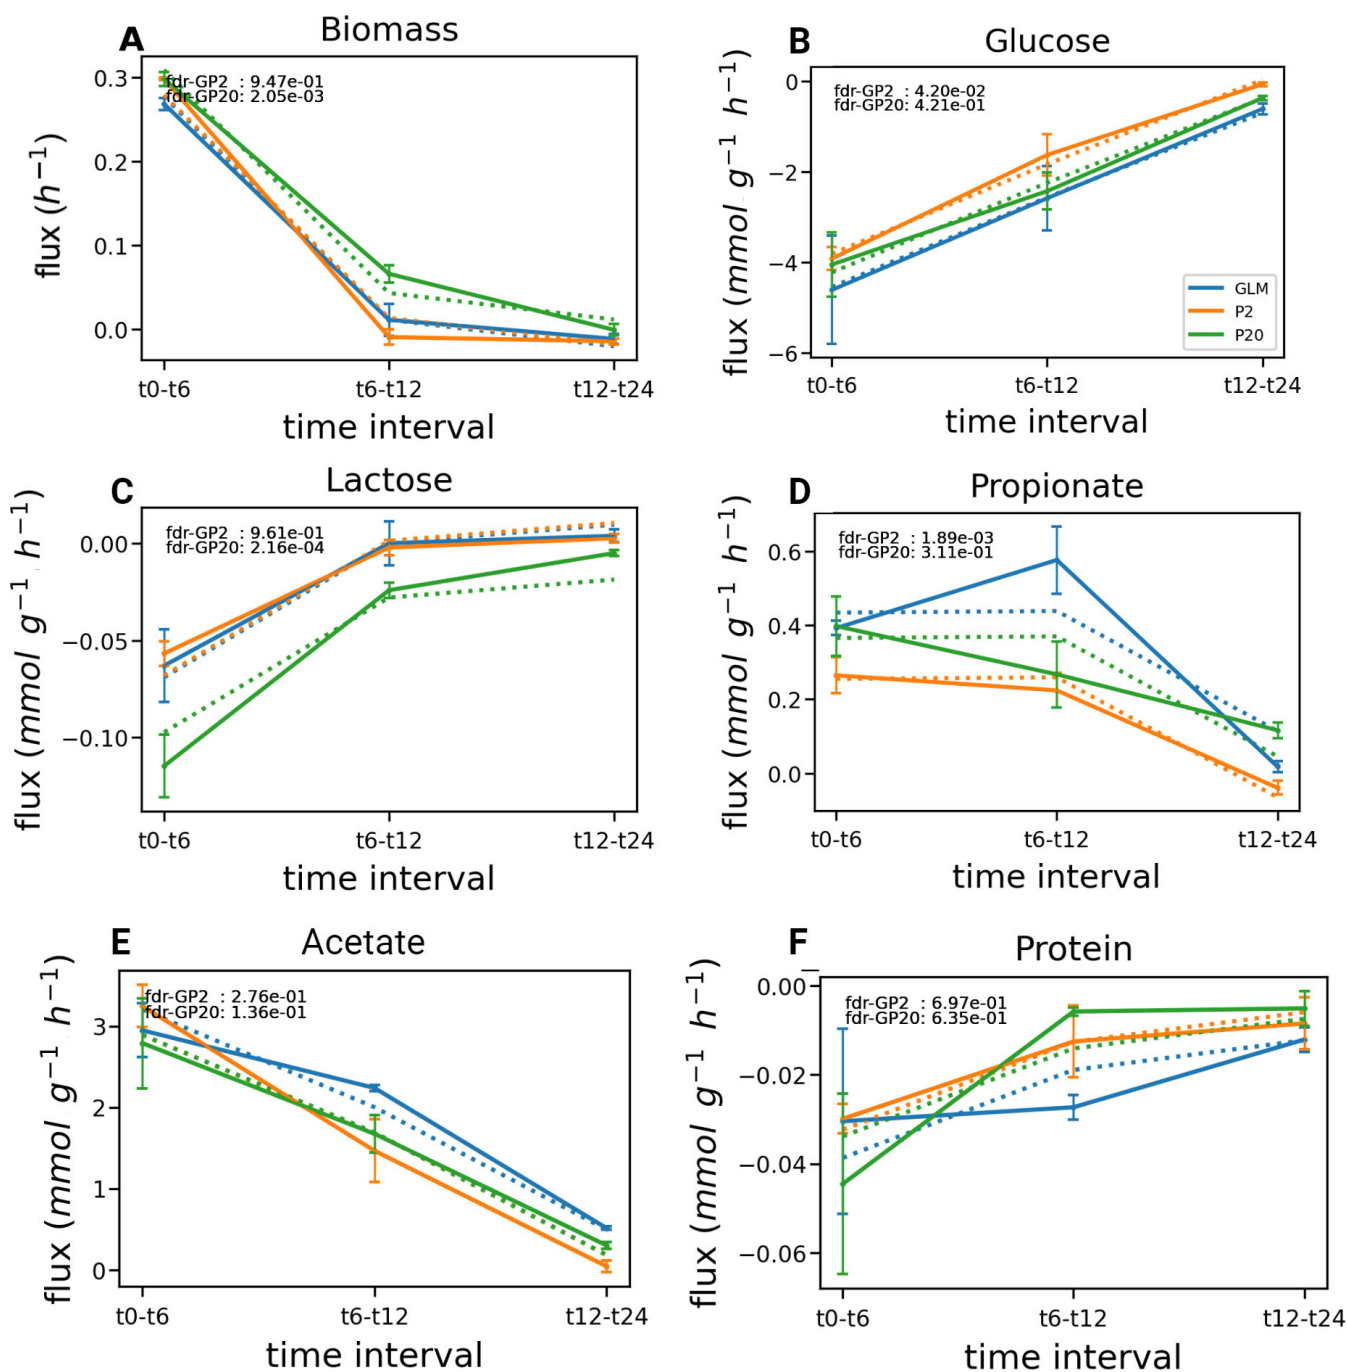 A
Biomass
flux (h⁻¹)
0.3
0.2
0.1
0.0
fdr-GP2 : 9.47e-01
fdr-GP20: 2.05e-03
t0-t6
t6-t12
t12-t24
time interval
B
Glucose
flux (mmol g⁻¹ h⁻¹)
0
−2
−4
−6
fdr-GP2 : 4.20e-02
fdr-GP20: 4.21e-01
GLM
P2
P20
t0-t6
t6-t12
t12-t24
time interval
C
Lactose
flux (mmol g⁻¹ h⁻¹)
0.00
−0.05
−0.10
fdr-GP2 : 9.61e-01
fdr-GP20: 2.16e-04
t0-t6
t6-t12
t12-t24
time interval
D
Propionate
flux (mmol g⁻¹ h⁻¹)
0.6
0.4
0.2
0.0
fdr-GP2 : 1.89e-03
fdr-GP20: 3.11e-01
t0-t6
t6-t12
t12-t24
time interval
E
Acetate
flux (mmol g⁻¹ h⁻¹)
3
2
1
0
fdr-GP2 : 2.76e-01
fdr-GP20: 1.36e-01
t0-t6
t6-t12
t12-t24
time interval
F
Protein
flux (mmol g⁻¹ h⁻¹)
0.00
−0.02
−0.04
−0.06
fdr-GP2 : 6.97e-01
fdr-GP20: 6.35e-01
t0-t6
t6-t12
t12-t24
time interval